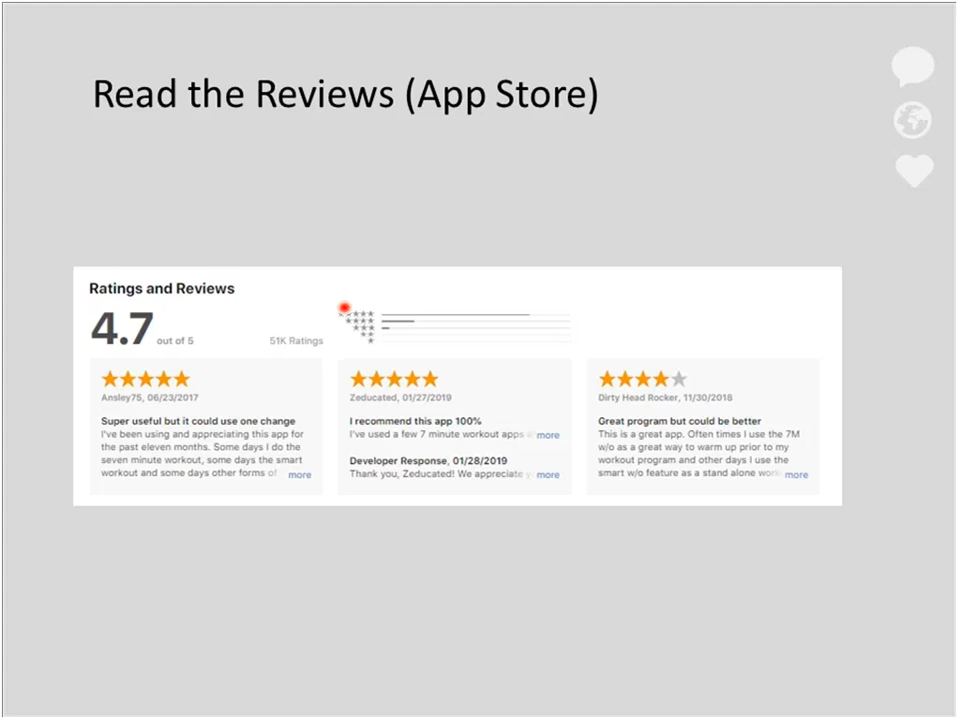 Read the Reviews (App Store)
Ratings and Reviews
4.7 out of 5
51K Ratings
Ansley75, 06/23/2017
Super useful but it could use one change
I've been using and appreciating this app for
the past eleven months. Some days I do the
seven minute workout, some days the smart
workout and some days other forms of more
Zeducated, 01/27/2019
I recommend this app 100%
I've used a few 7 minute workout apps more
Developer Response, 01/28/2019
Thank you, Zeducated! We appreciate more
Dirty Head Rocker, 11/30/2018
Great program but could be better
This is a great app. Often times I use the 7M
w/o as a great way to warm up prior to my
workout program and other days I use the
smart w/o feature as a stand alone more